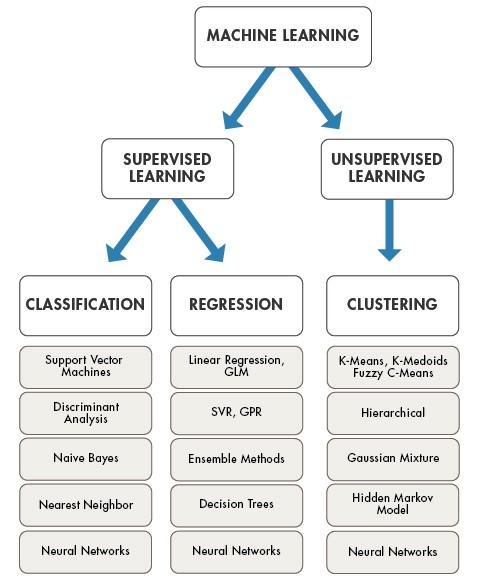 MACHINE LEARNING
SUPERVISED
LEARNING
UNSUPERVISED
LEARNING
CLASSIFICATION
REGRESSION
CLUSTERING
Support Vector
Machines
Linear Regression,
GLM
K-Means, K-Medoids
Fuzzy C-Means
Discriminant
Analysis
SVR, GPR
Hierarchical
Naive Bayes
Ensemble Methods
Gaussian Mixture
Nearest Neighbor
Decision Trees
Hidden Markov
Model
Neural Networks
Neural Networks
Neural Networks